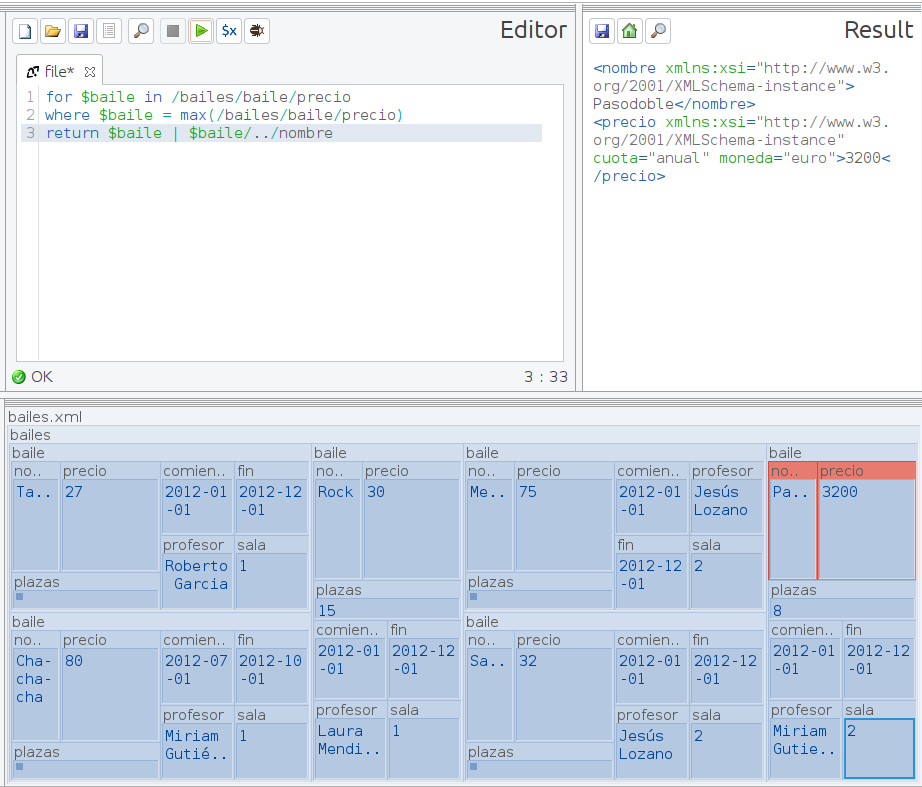 Editor
file*
1 for $baile in /bailes/baile/precio
2 where $baile = max(/bailes/baile/precio)
3 return $baile | $baile/../nombre
OK
3 : 33
Result
<nombre xmlns:xsi="http://www.w3.
org/2001/XMLSchema-instance">
Pasodoble</nombre>
<precio xmlns:xsi="http://www.w3.
org/2001/XMLSchema-instance"
cuota="anual" moneda="euro">3200<
/precio>
bailes.xml
bailes
baile
no.. precio comien.. fin
Ta.. 27 2012-01 2012-12
-01 -01
profesor sala
Roberto 1
Garcia
plazas
baile
no.. precio comien.. fin
Cha- 80 2012-07 2012-10
cha- -01 -01
cha
profesor sala
Miriam 1
Gutié..
plazas
baile
no.. precio
Rock 30
plazas
15
comien.. fin
2012-01 2012-12
-01 -01
profesor sala
Laura 1
Mendi..
baile
no.. precio comien.. profesor
Me.. 75 2012-01 Jesús
-01 Lozano
fin sala
2012-12 2
-01
plazas
baile
no.. precio comien.. fin
Sa.. 32 2012-01 2012-12
-01 -01
profesor sala
Jesús 2
Lozano
plazas
baile
no.. precio
Pa.. 3200
plazas
8
comien.. fin
2012-01 2012-12
-01 -01
profesor sala
Miriam 2
Gutie..